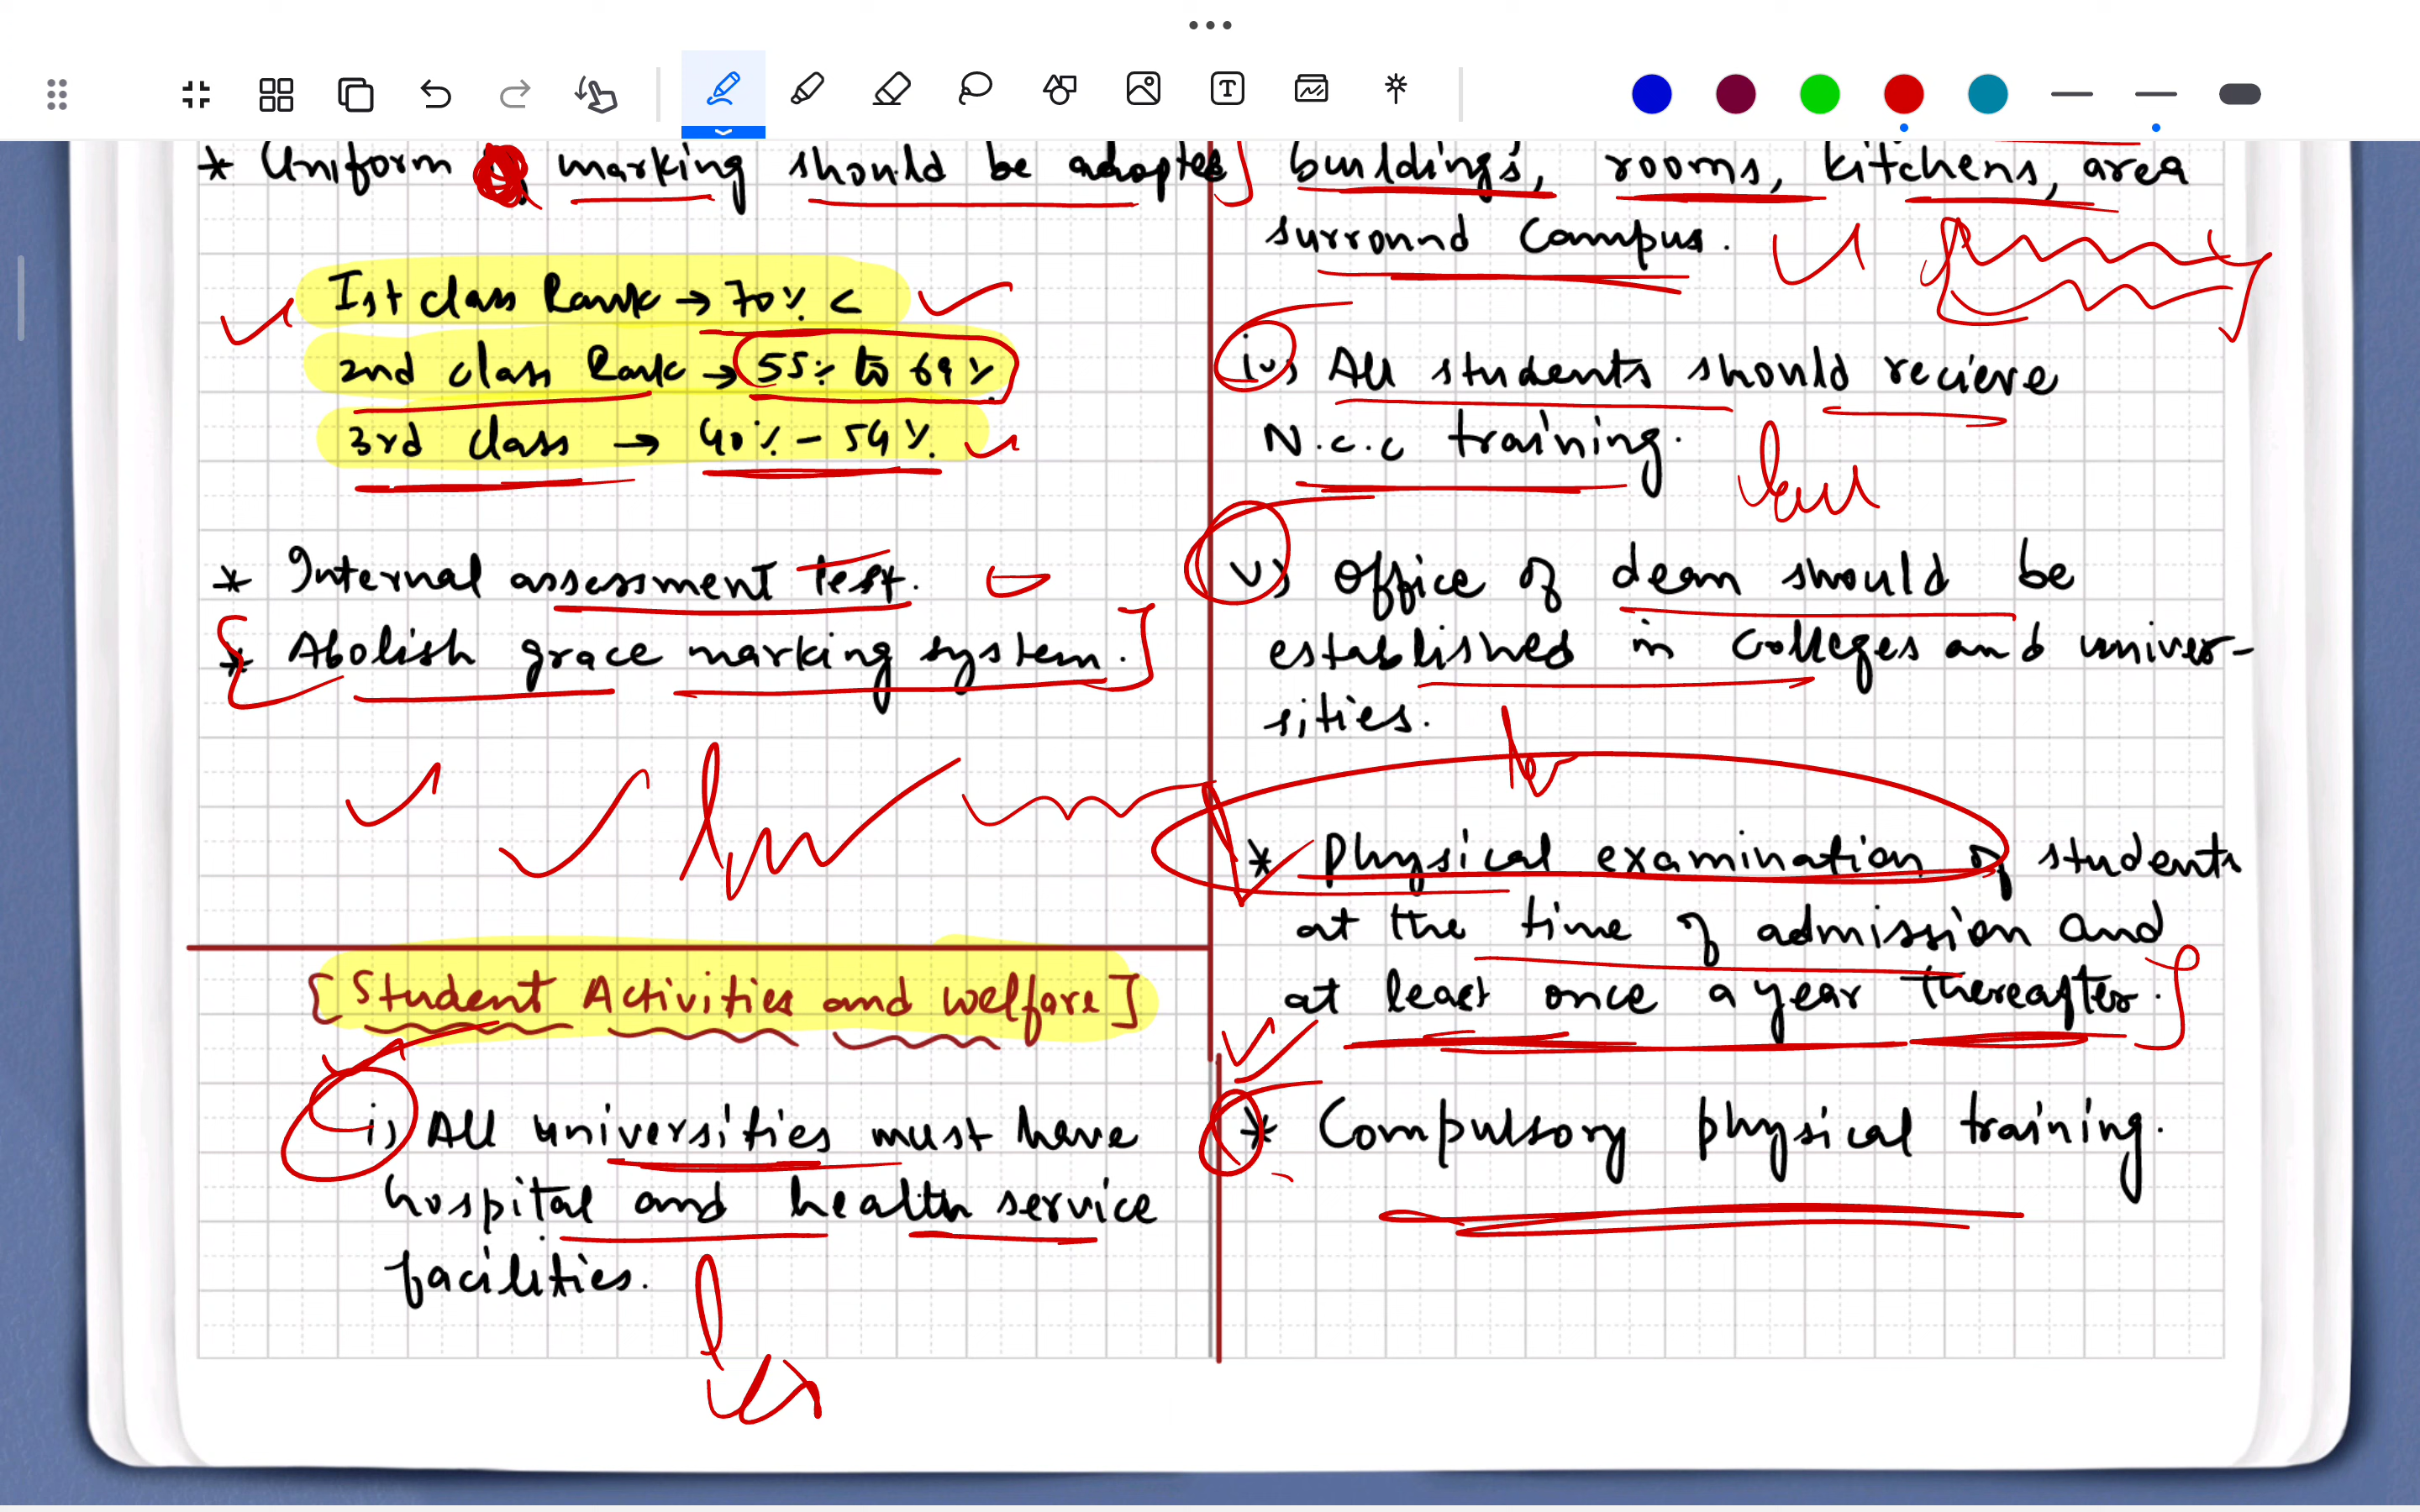 * Uniform marking should be adopted
Ist class Rank → 70% <
2nd class Rank → 55% to 69%
3rd class → 40% - 54%
* Internal assessment test.
* Abolish grace marking system.
[Student Activities and welfare]
i) All universities must have
hospital and health service
facilities.
buildings, rooms, kitchens, area
surround Campus.
iv) All students should recieve
N.C.C training.
v) Office of dean should be
established in colleges and univer-
sities.
* Physical examination of students
at the time of admission and
at least once a year thereafter.
* Compulsory physical training.